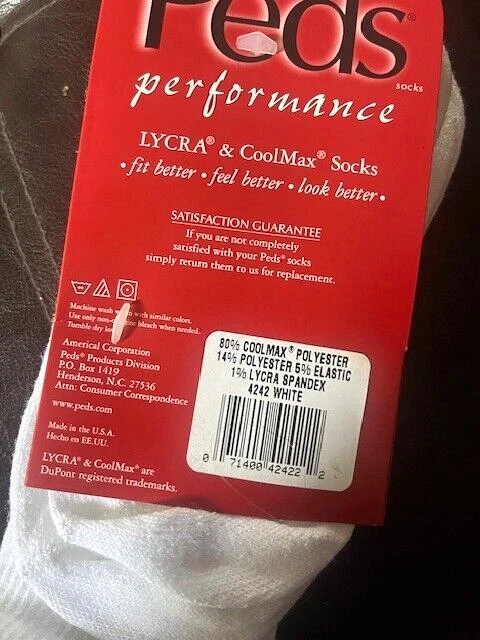 Peds®
socks
performance
LYCRA® & CoolMax® Socks
• fit better • feel better • look better •
SATISFACTION GUARANTEE
If you are not completely
satisfied with your Peds® socks
simply return them to us for replacement.
Machine wash with similar colors.
Use only bleach when needed.
Tumble dry
Americal Corporation
Peds® Products Division
P.O. Box 1419
Henderson, N.C. 27536
Attn: Consumer Correspondence
www.peds.com
Made in the U.S.A.
Hecho en EE.UU.
LYCRA® & CoolMax® are
DuPont registered trademarks.
80% COOLMAX® POLYESTER
14% POLYESTER 5% ELASTIC
1% LYCRA SPANDEX
4242 WHITE
0 71400 42422 2